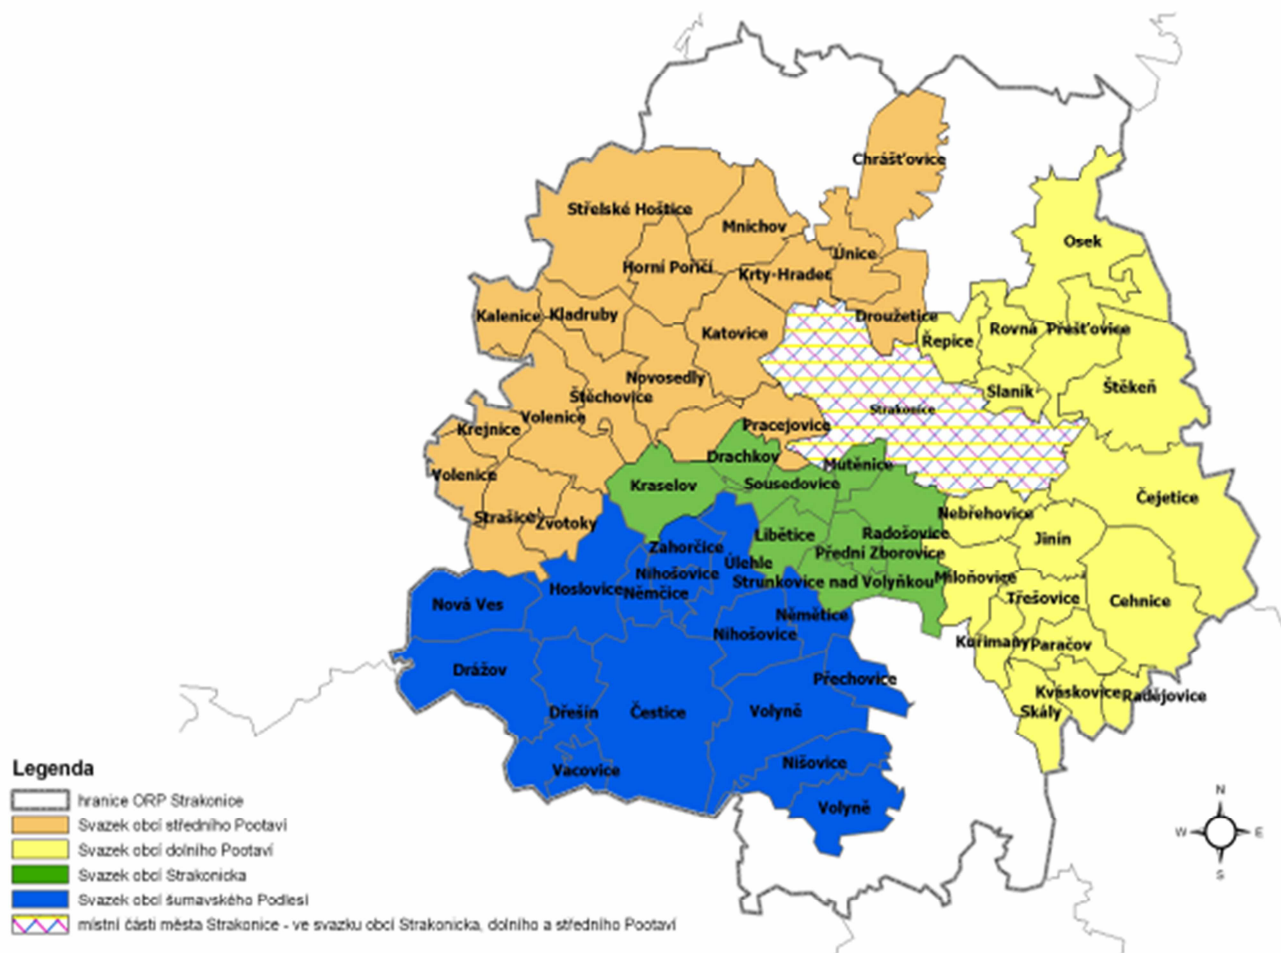 Chrášťovice
Střelské Hoštice
Mnichov
Osek
Únice
Horní Poříčí
Krty-Hradec
Kalenice
Kladruby
Droužetice
Katovice
Řepice
Rovná
Přešťovice
Novosedly
Štěchovice
Slaník
Štěkeň
Strakonice
Volenice
Krejnice
Pracejovice
Drachkov
Mutěnice
Volenice
Kraselov
Sousedovice
Čejetice
Strašice
Zvotoky
Nebřehovice
Libětice
Radošovice
Jinín
Zahorčice
Přední Zborovice
Úlehle
Nihošovice
Strunkovice nad Volyňkou
Miloňovice
Hoslovice
Němčice
Třešovice
Cehnice
Nová Ves
Němětice
Nihošovice
Kuřimany
Paračov
Drážov
Přechovice
Kváskovice
Radějovice
Dřešín
Čestice
Volyně
Skály
Nišovice
Vacovice
Volyně
Legenda
hranice ORP Strakonice
Svazek obcí středního Pootaví
Svazek obcí dolního Pootaví
Svazek obcí Strakonicka
Svazek obcí šumavského Podlesí
místní části města Strakonice - ve svazku obcí Strakonicka, dolního a středního Pootaví
N
W
E
S